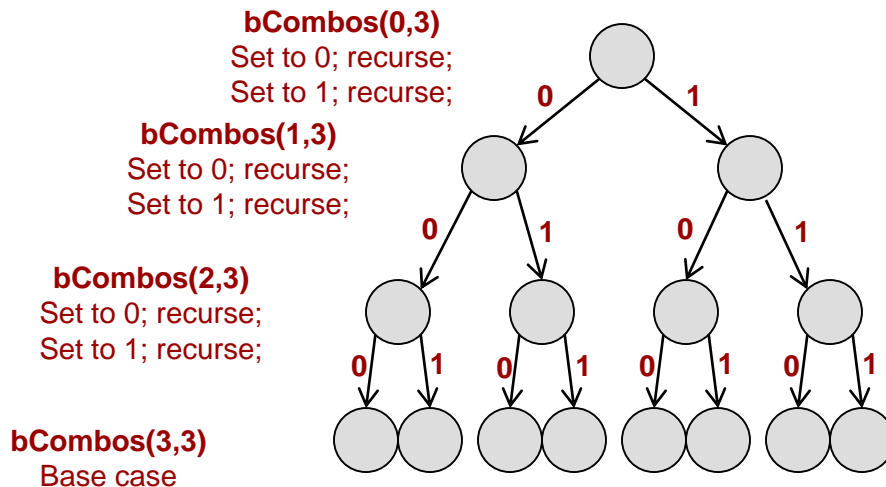 bCombos(0,3)
Set to 0; recurse;
Set to 1; recurse;
0 1
bCombos(1,3)
Set to 0; recurse;
Set to 1; recurse;
0 1 0 1
bCombos(2,3)
Set to 0; recurse;
Set to 1; recurse;
0 1 0 1 0 1 0 1
bCombos(3,3)
Base case